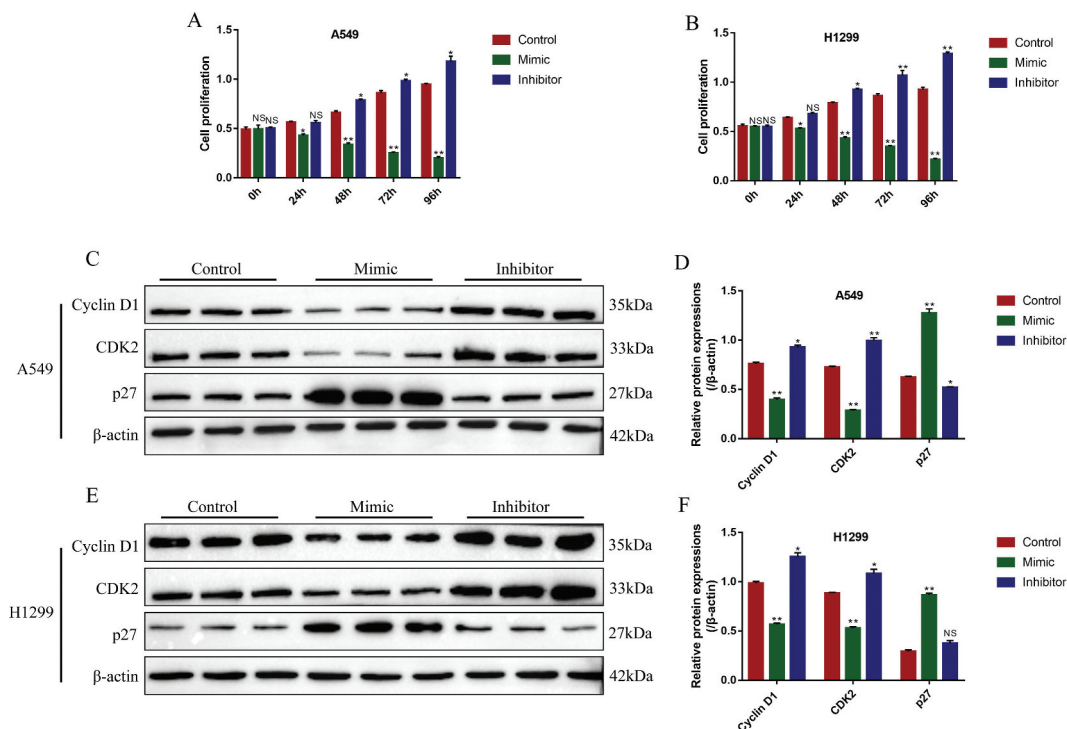 A
A549
Cell proliferation
1.5
1.0
0.5
0.0
NS
NS
*
NS
**
*
**
*
**
*
0h
24h
48h
72h
96h
Control
Mimic
Inhibitor
B
H1299
Cell proliferation
1.5
1.0
0.5
0.0
NSNS
*
NS
**
**
**
**
**
**
0h
24h
48h
72h
96h
Control
Mimic
Inhibitor
C
Control
Mimic
Inhibitor
A549
Cyclin D1
35kDa
CDK2
33kDa
p27
27kDa
β-actin
42kDa
D
A549
Relative protein expressions
(/β-actin)
1.5
1.0
0.5
0.0
**
*
**
**
**
*
Cyclin D1
CDK2
p27
Control
Mimic
Inhibitor
E
Control
Mimic
Inhibitor
H1299
Cyclin D1
35kDa
CDK2
33kDa
p27
27kDa
β-actin
42kDa
F
H1299
Relative protein expressions
(/β-actin)
1.5
1.0
0.5
0.0
**
*
**
*
**
NS
Cyclin D1
CDK2
p27
Control
Mimic
Inhibitor